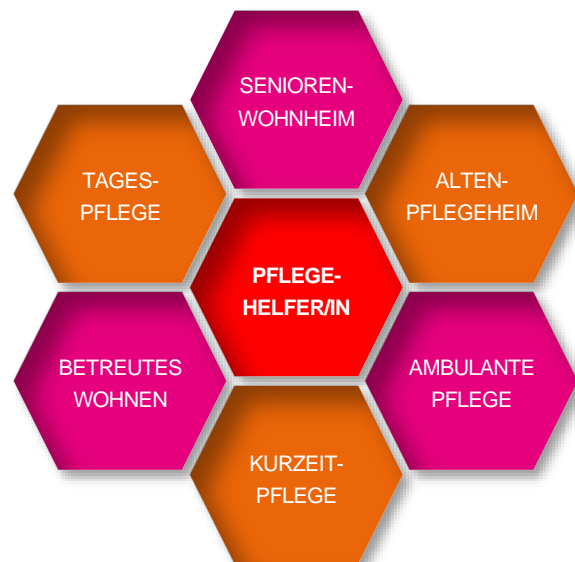 SENIOREN-
WOHNHEIM
TAGES-
PFLEGE
ALTEN-
PFLEGEHEIM
PFLEGE-
HELFER/IN
BETREUTES
WOHNEN
AMBULANTE
PFLEGE
KURZEIT-
PFLEGE